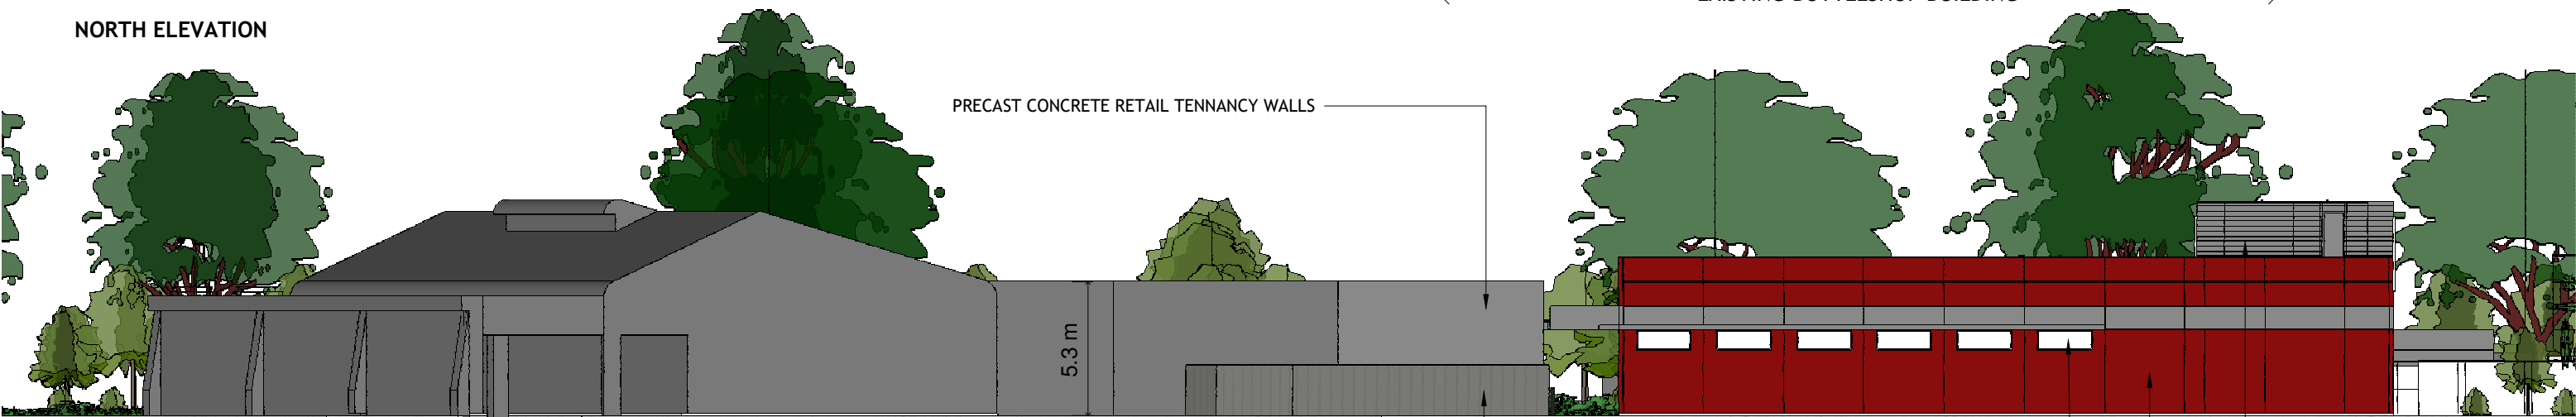 NORTH ELEVATION
PRECAST CONCRETE RETAIL TENNANCY WALLS
5.3 m